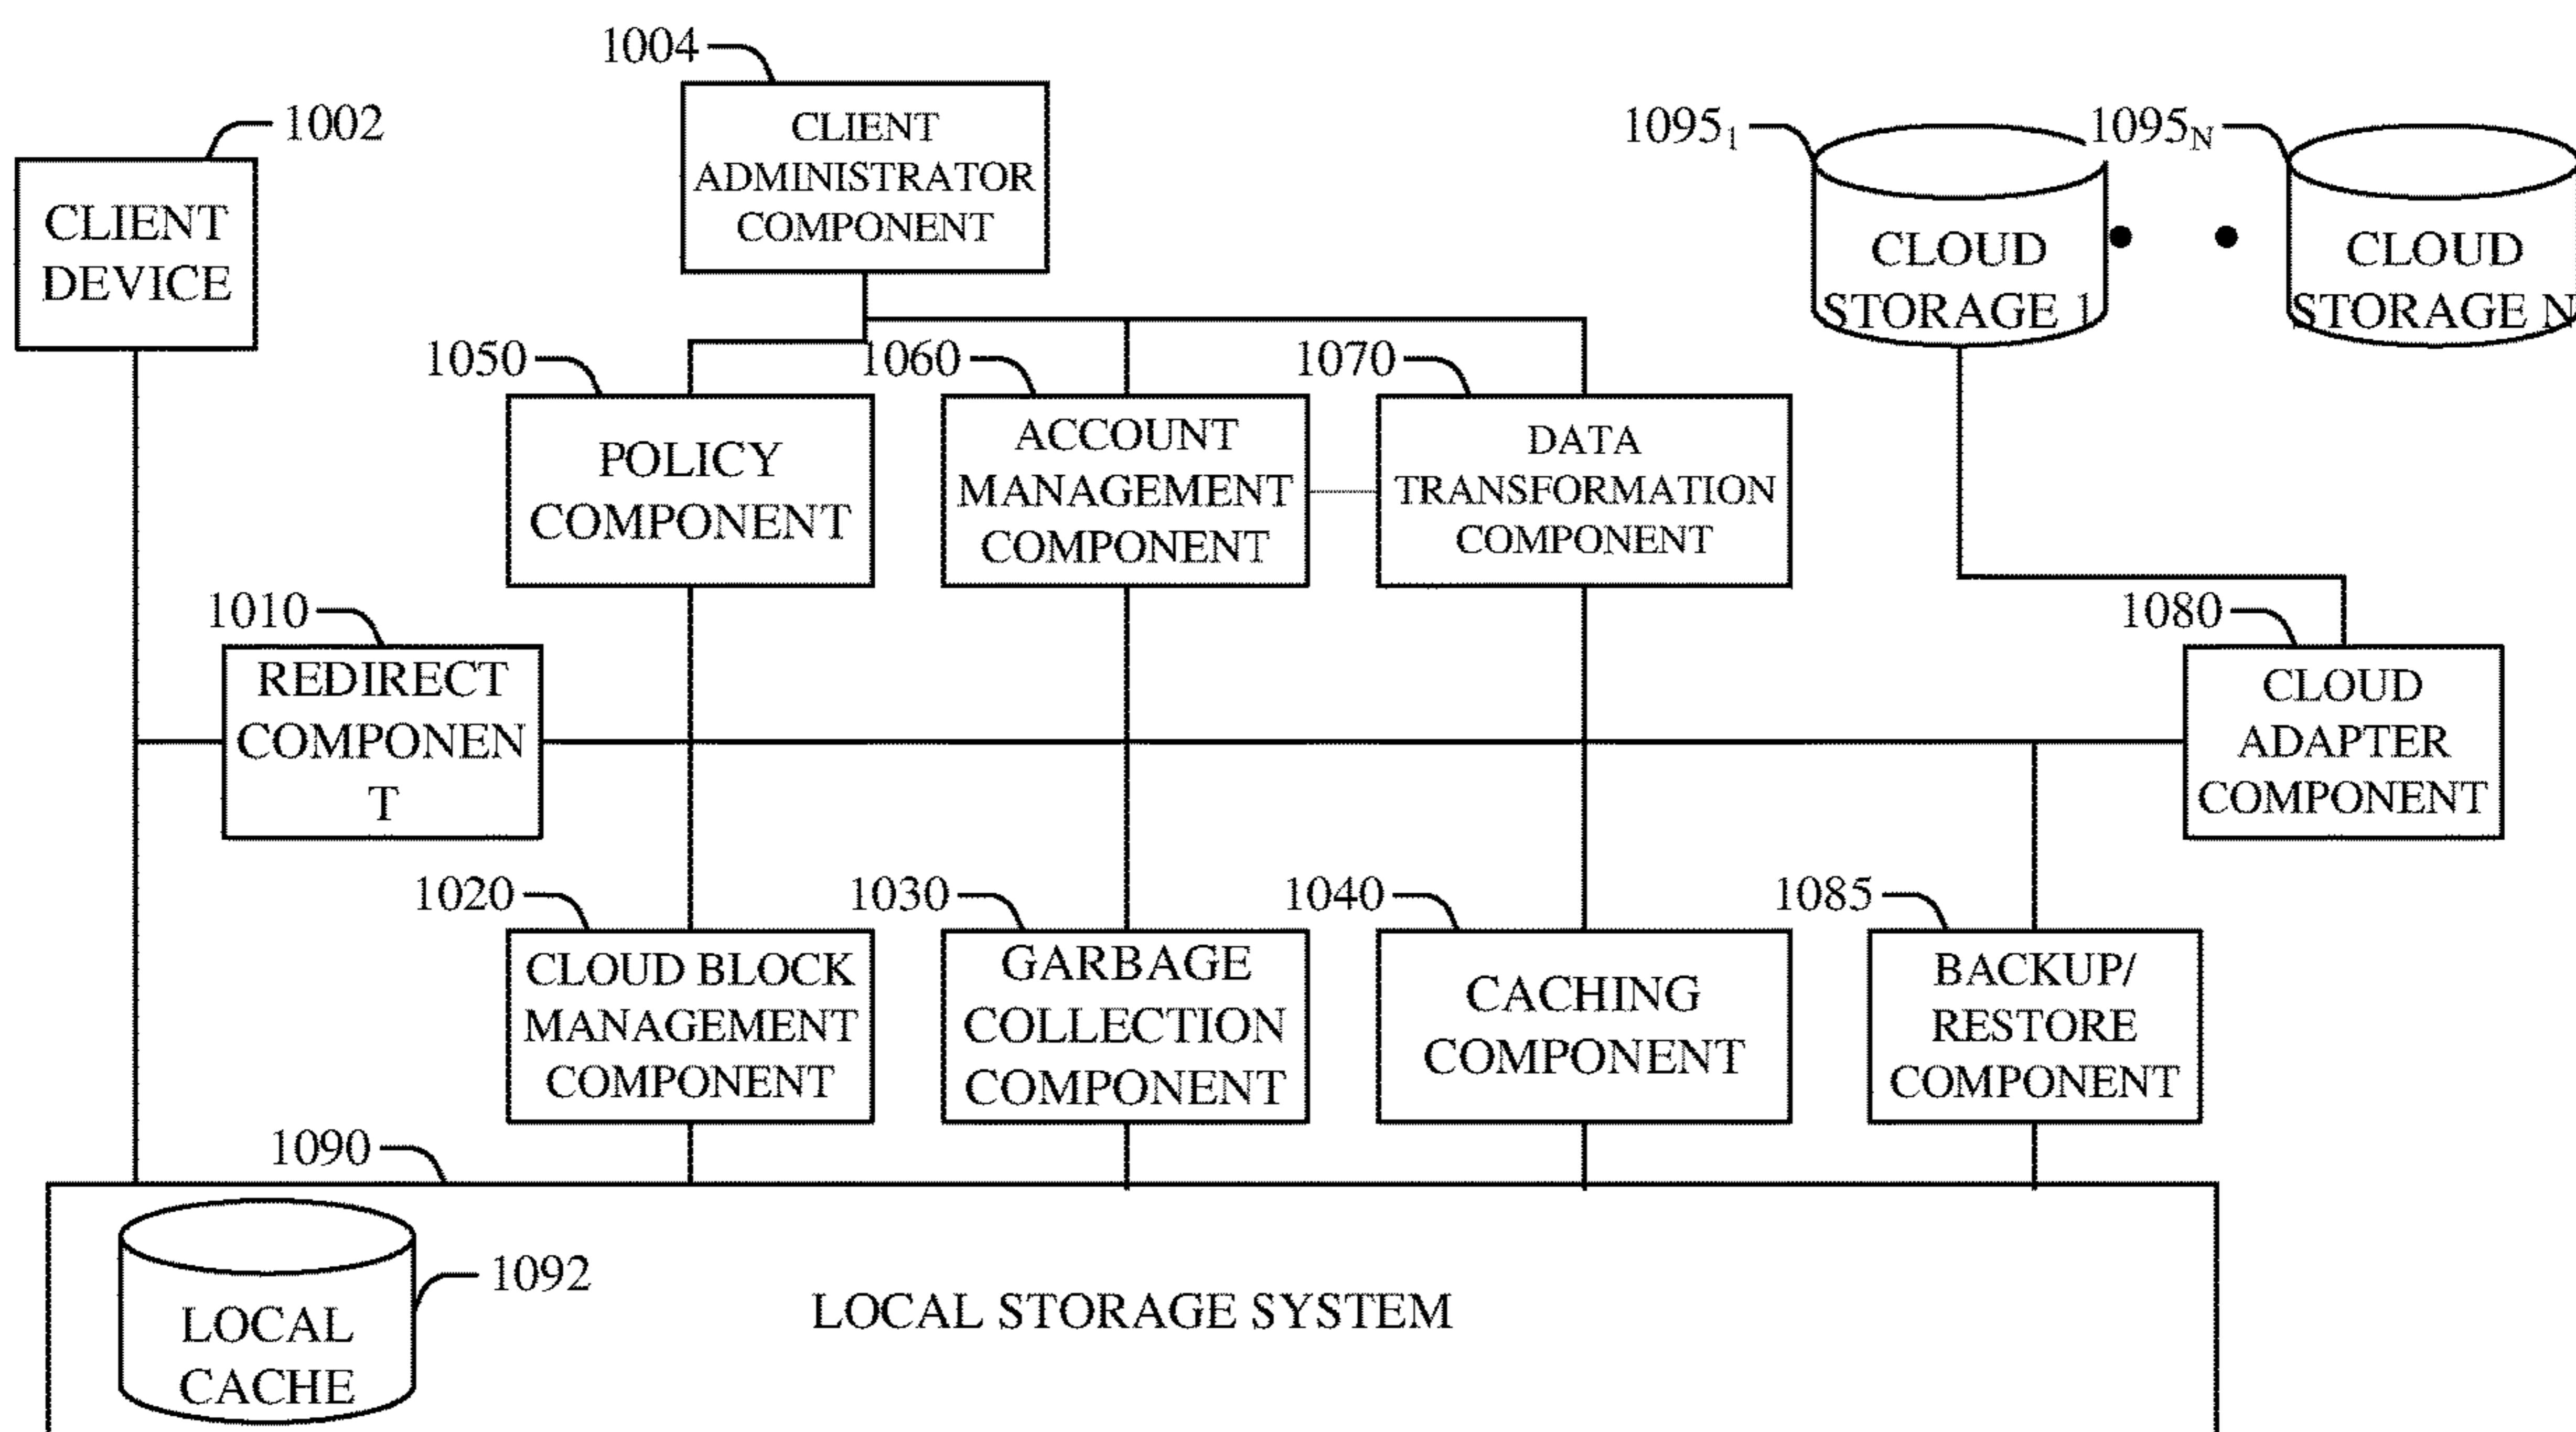 1004
1002
CLIENT
ADMINISTRATOR
COMPONENT
CLIENT
DEVICE
1095₁
1095N
CLOUD
STORAGE 1
CLOUD
STORAGE N
1050
1060
1070
POLICY
COMPONENT
ACCOUNT
MANAGEMENT
COMPONENT
DATA
TRANSFORMATION
COMPONENT
1010
REDIRECT
COMPONEN
T
1080
CLOUD
ADAPTER
COMPONENT
1020
1030
1040
1085
CLOUD BLOCK
MANAGEMENT
COMPONENT
GARBAGE
COLLECTION
COMPONENT
CACHING
COMPONENT
BACKUP/
RESTORE
COMPONENT
1090
1092
LOCAL
CACHE
LOCAL STORAGE SYSTEM